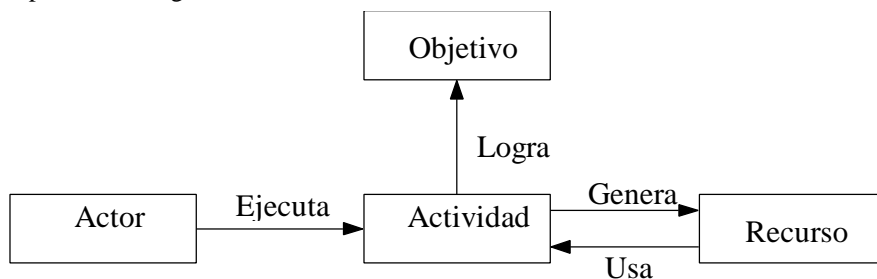 Objetivo
Logra
Actor
Ejecuta
Actividad
Genera
Recurso
Usa